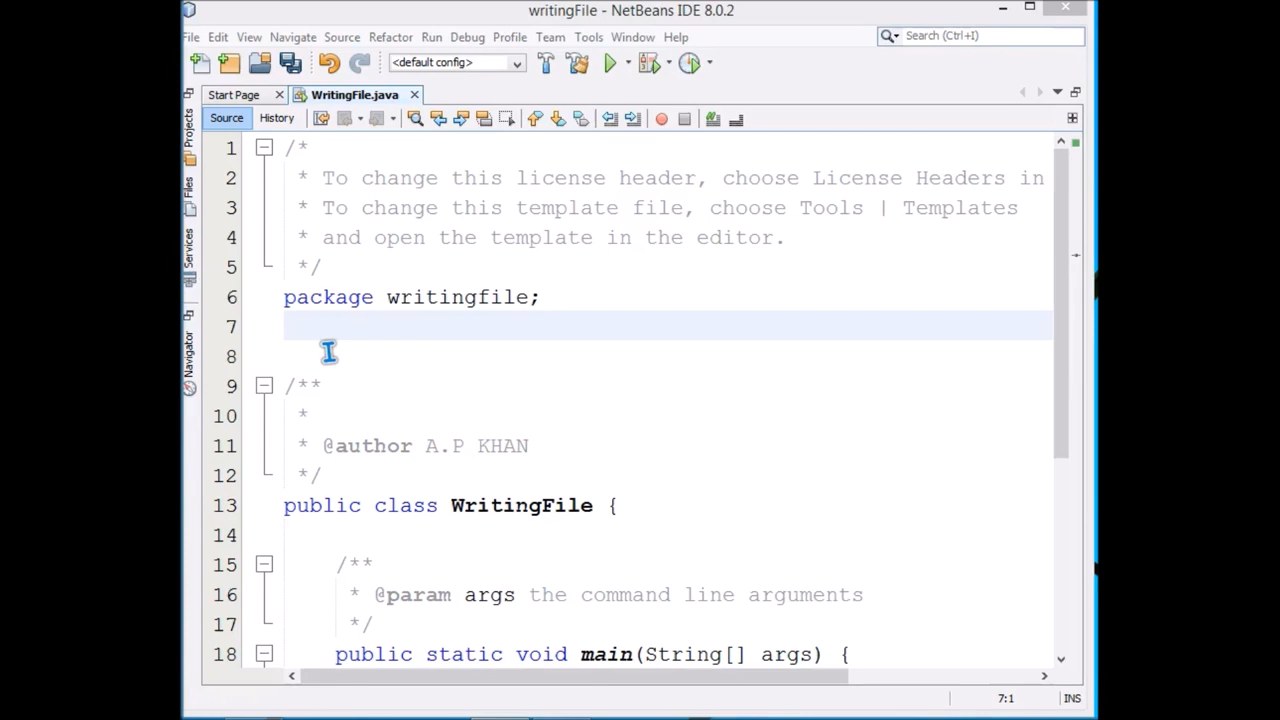 writingFile - NetBeans IDE 8.0.2
File Edit View Navigate Source Refactor Run Debug Profile Team Tools Window Help
Search (Ctrl+I)
<default config>
Start Page
WritingFile.java
Source
History
Projects
Files
Services
Navigator
1 /*
2 * To change this license header, choose License Headers in
3 * To change this template file, choose Tools | Templates
4 * and open the template in the editor.
5 */
6 package writingfile;
7
8
9 /**
10 *
11 * @author A.P KHAN
12 */
13 public class WritingFile {
14
15 /**
16 * @param args the command line arguments
17 */
18 public static void main(String[] args) {
7:1
INS